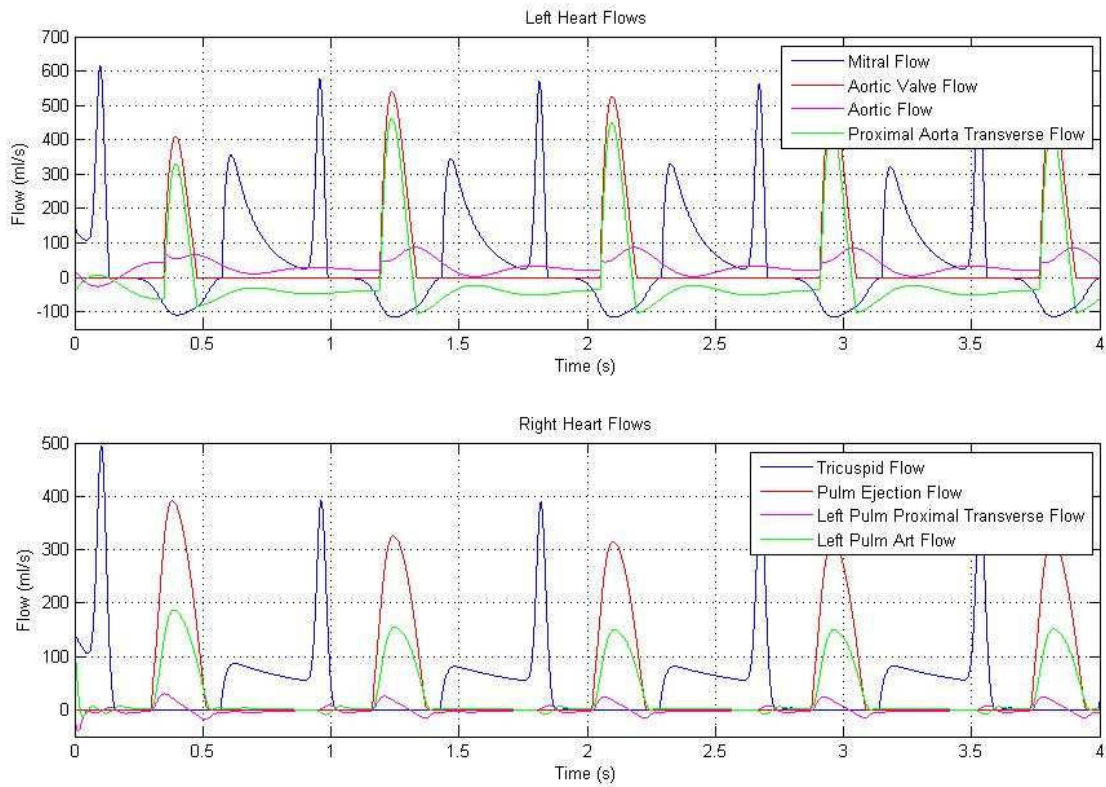 Left Heart Flows
700
600
500
400
300
200
100
0
-100
Flow (ml/s)
Mitral Flow
Aortic Valve Flow
Aortic Flow
Proximal Aorta Transverse Flow
0 0.5 1 1.5 2 2.5 3 3.5 4
Time (s)
Right Heart Flows
500
400
300
200
100
0
Flow (ml/s)
Tricuspid Flow
Pulm Ejection Flow
Left Pulm Proximal Transverse Flow
Left Pulm Art Flow
0 0.5 1 1.5 2 2.5 3 3.5 4
Time (s)